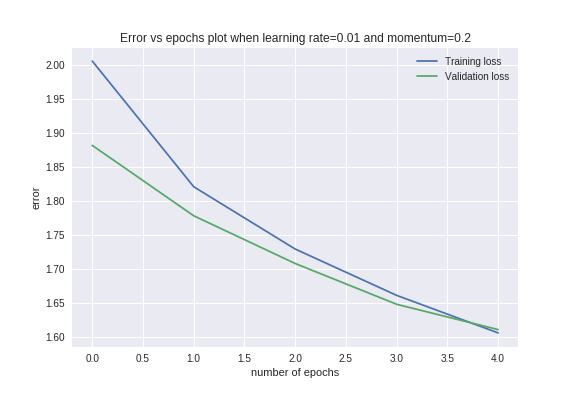 Error vs epochs plot when learning rate=0.01 and momentum=0.2
Training loss
Validation loss
2.00
1.95
1.90
1.85
1.80
1.75
1.70
1.65
1.60
error
0.0 0.5 1.0 1.5 2.0 2.5 3.0 3.5 4.0
number of epochs